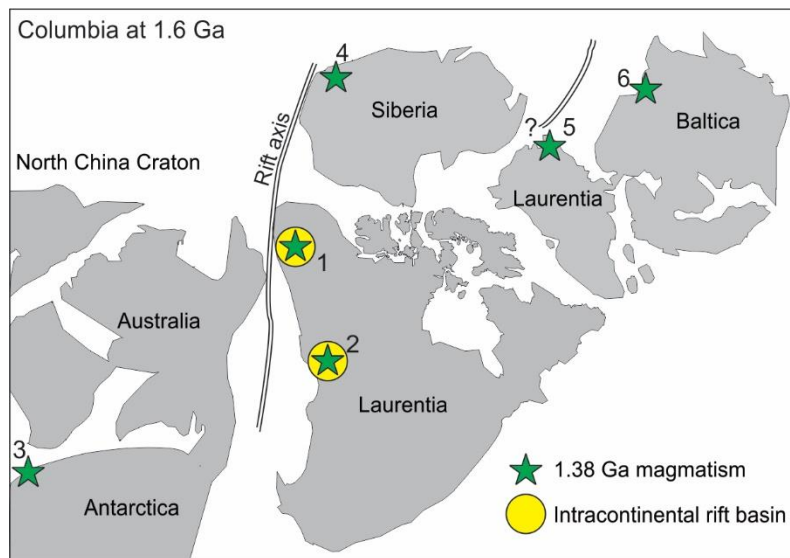 Columbia at 1.6 Ga
4
Siberia
6
Baltica
Rift axis
? 5
North China Craton
Laurentia
1
Australia
2
Laurentia
3
Antarctica
1.38 Ga magmatism
Intracontinental rift basin